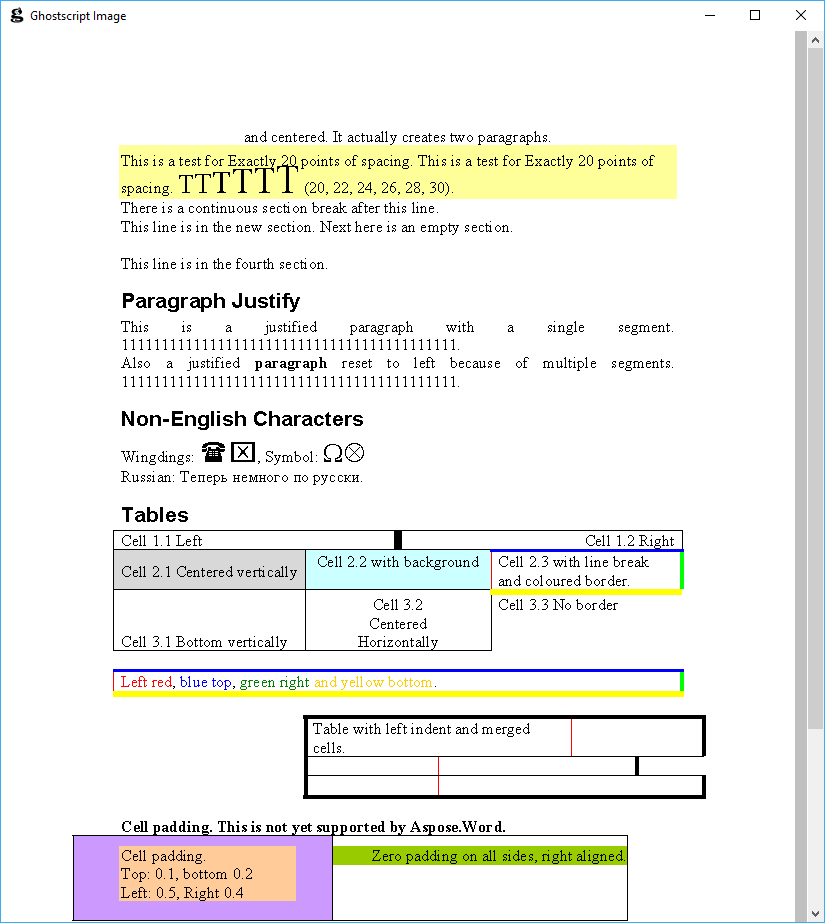 Ghostscript Image
and centered. It actually creates two paragraphs.
This is a test for Exactly 20 points of spacing. This is a test for Exactly 20 points of
spacing. TTTTTT (20, 22, 24, 26, 28, 30).
There is a continuous section break after this line.
This line is in the new section. Next here is an empty section.
This line is in the fourth section.
Paragraph Justify
This is a justified paragraph with a single segment.
111111111111111111111111111111111111111111.
Also a justified paragraph reset to left because of multiple segments.
111111111111111111111111111111111111111111.
Non-English Characters
Wingdings: ☎ ☒, Symbol: Ω⊗
Russian: Теперь немного по русски.
Tables
Cell 1.1 Left Cell 1.2 Right
Cell 2.1 Centered vertically
Cell 2.2 with background
Cell 2.3 with line break
and coloured border.
Cell 3.1 Bottom vertically
Cell 3.2
Centered
Horizontally
Cell 3.3 No border
Left red, blue top, green right and yellow bottom.
Table with left indent and merged
cells.
Cell padding. This is not yet supported by Aspose.Word.
Cell padding.
Top: 0.1, bottom 0.2
Left: 0.5, Right 0.4
Zero padding on all sides, right aligned.